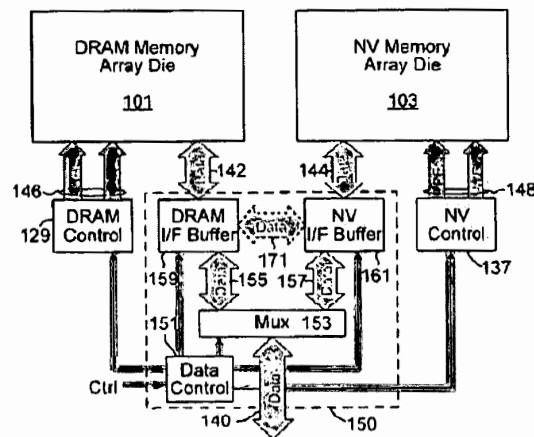 DRAM Memory
Array Die
101
NV Memory
Array Die
103
146
142
144
148
129
DRAM
Control
DRAM
I/F Buffer
Data
171
NV
I/F Buffer
NV
Control
137
159
155
157
161
Data
151
Mux 153
Data
Control
Ctrl
Data
140
150